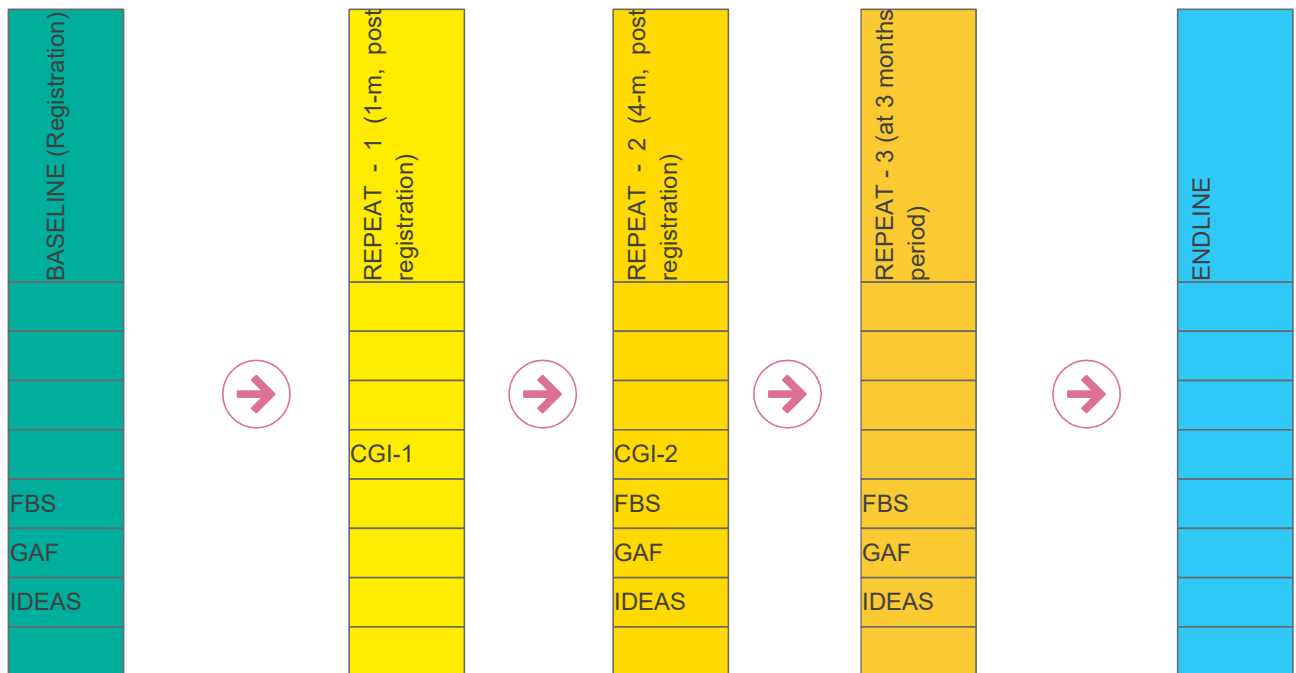 BASELINE (Registration)
REPEAT - 1 (1-m, post
registration)
REPEAT - 2 (4-m, post
registration)
REPEAT - 3 (at 3 months
period)
ENDLINE
CGI-1
CGI-2
FBS
FBS
FBS
GAF
GAF
GAF
IDEAS
IDEAS
IDEAS